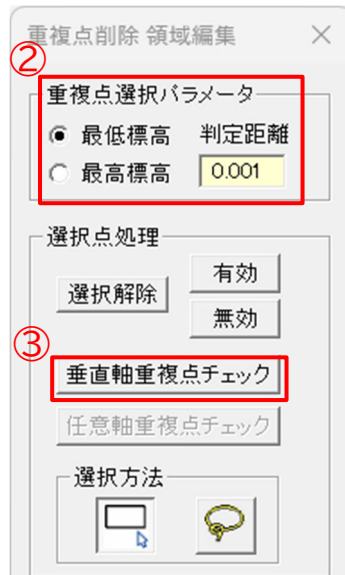 重複点削除 領域編集
②
重複点選択パラメータ
最低標高 判定距離
最高標高 0.001
選択点処理
選択解除
有効
無効
③
垂直軸重複点チェック
任意軸重複点チェック
選択方法